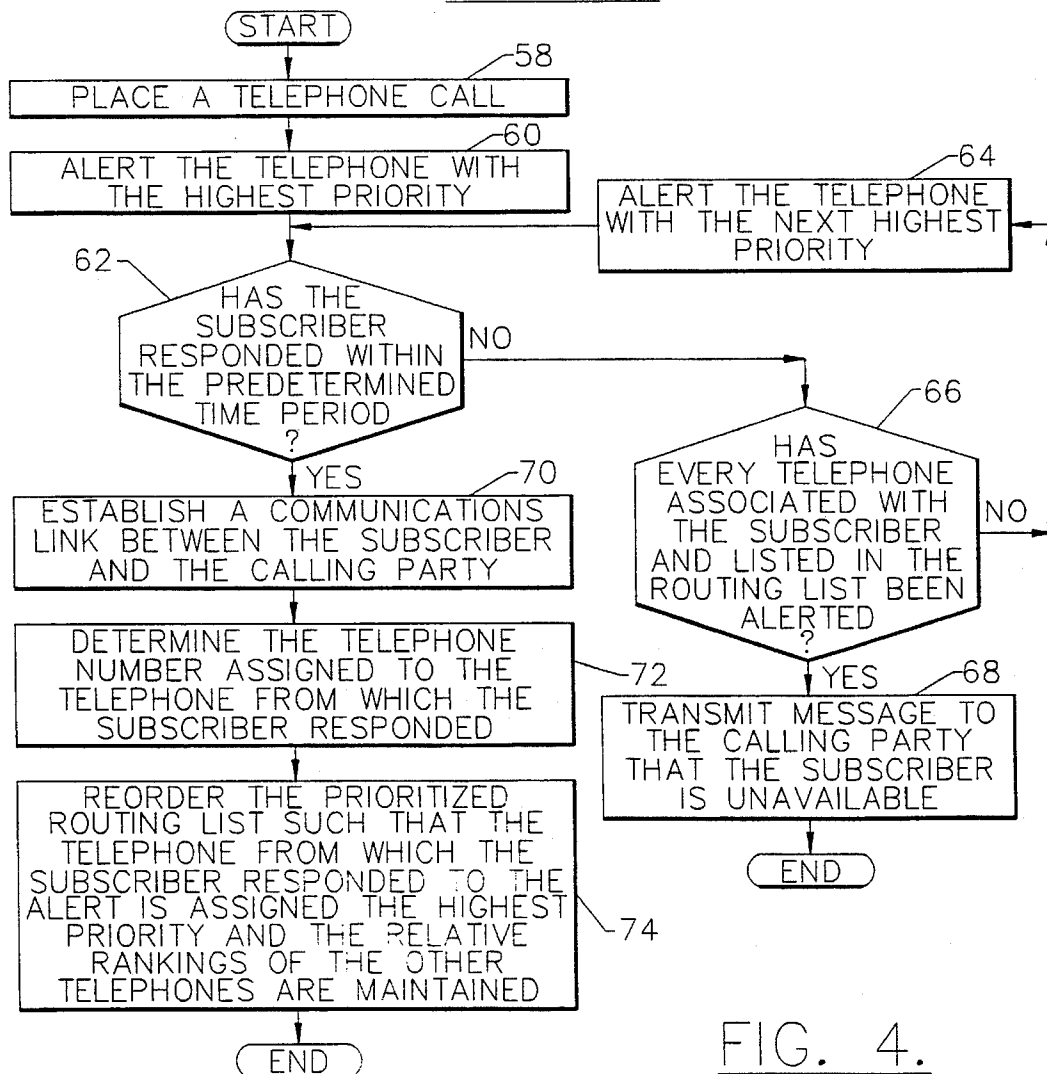 START
58
PLACE A TELEPHONE CALL
60
ALERT THE TELEPHONE WITH
THE HIGHEST PRIORITY
64
ALERT THE TELEPHONE
WITH THE NEXT HIGHEST
PRIORITY
62
HAS THE
SUBSCRIBER
RESPONDED WITHIN
THE PREDETERMINED
TIME PERIOD
?
NO
YES
66
HAS
EVERY TELEPHONE
ASSOCIATED WITH
THE SUBSCRIBER
AND LISTED IN THE
ROUTING LIST BEEN
ALERTED
?
NO
YES
70
ESTABLISH A COMMUNICATIONS
LINK BETWEEN THE SUBSCRIBER
AND THE CALLING PARTY
DETERMINE THE TELEPHONE
NUMBER ASSIGNED TO THE
TELEPHONE FROM WHICH THE
SUBSCRIBER RESPONDED
72
68
TRANSMIT MESSAGE TO
THE CALLING PARTY
THAT THE SUBSCRIBER
IS UNAVAILABLE
END
REORDER THE PRIORITIZED
ROUTING LIST SUCH THAT THE
TELEPHONE FROM WHICH THE
SUBSCRIBER RESPONDED TO THE
ALERT IS ASSIGNED THE HIGHEST
PRIORITY AND THE RELATIVE
RANKINGS OF THE OTHER
TELEPHONES ARE MAINTAINED
74
END
FIG. 4.